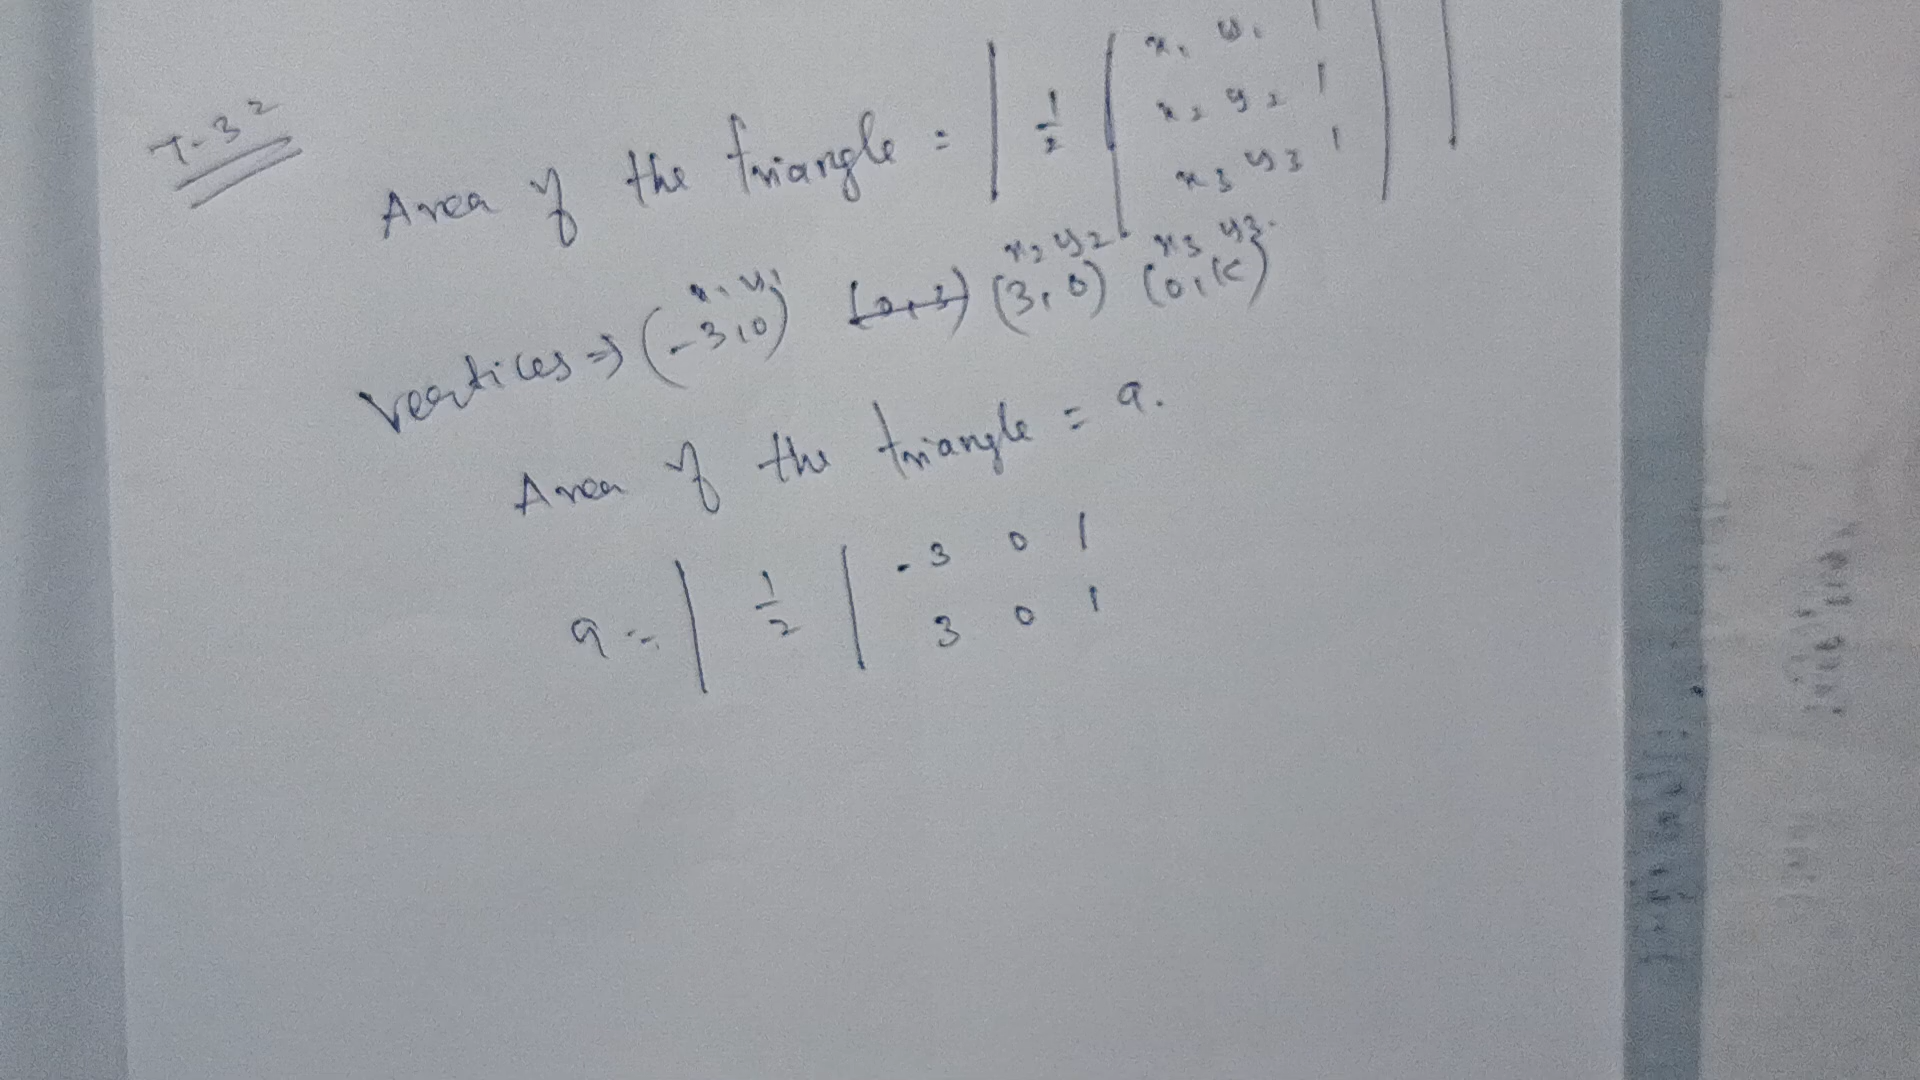 T-32
Area of the triangle = | 1/2 | x1 y1 1
x2 y2 1
x3 y3 1 | |
x1, y1 x2 y2 x3 y3
Vertices ⇒ (-3,0) (0,3) (3,0) (0,k)
Area of the triangle = 9.
9 = | 1/2 | -3 0 1
3 0 1